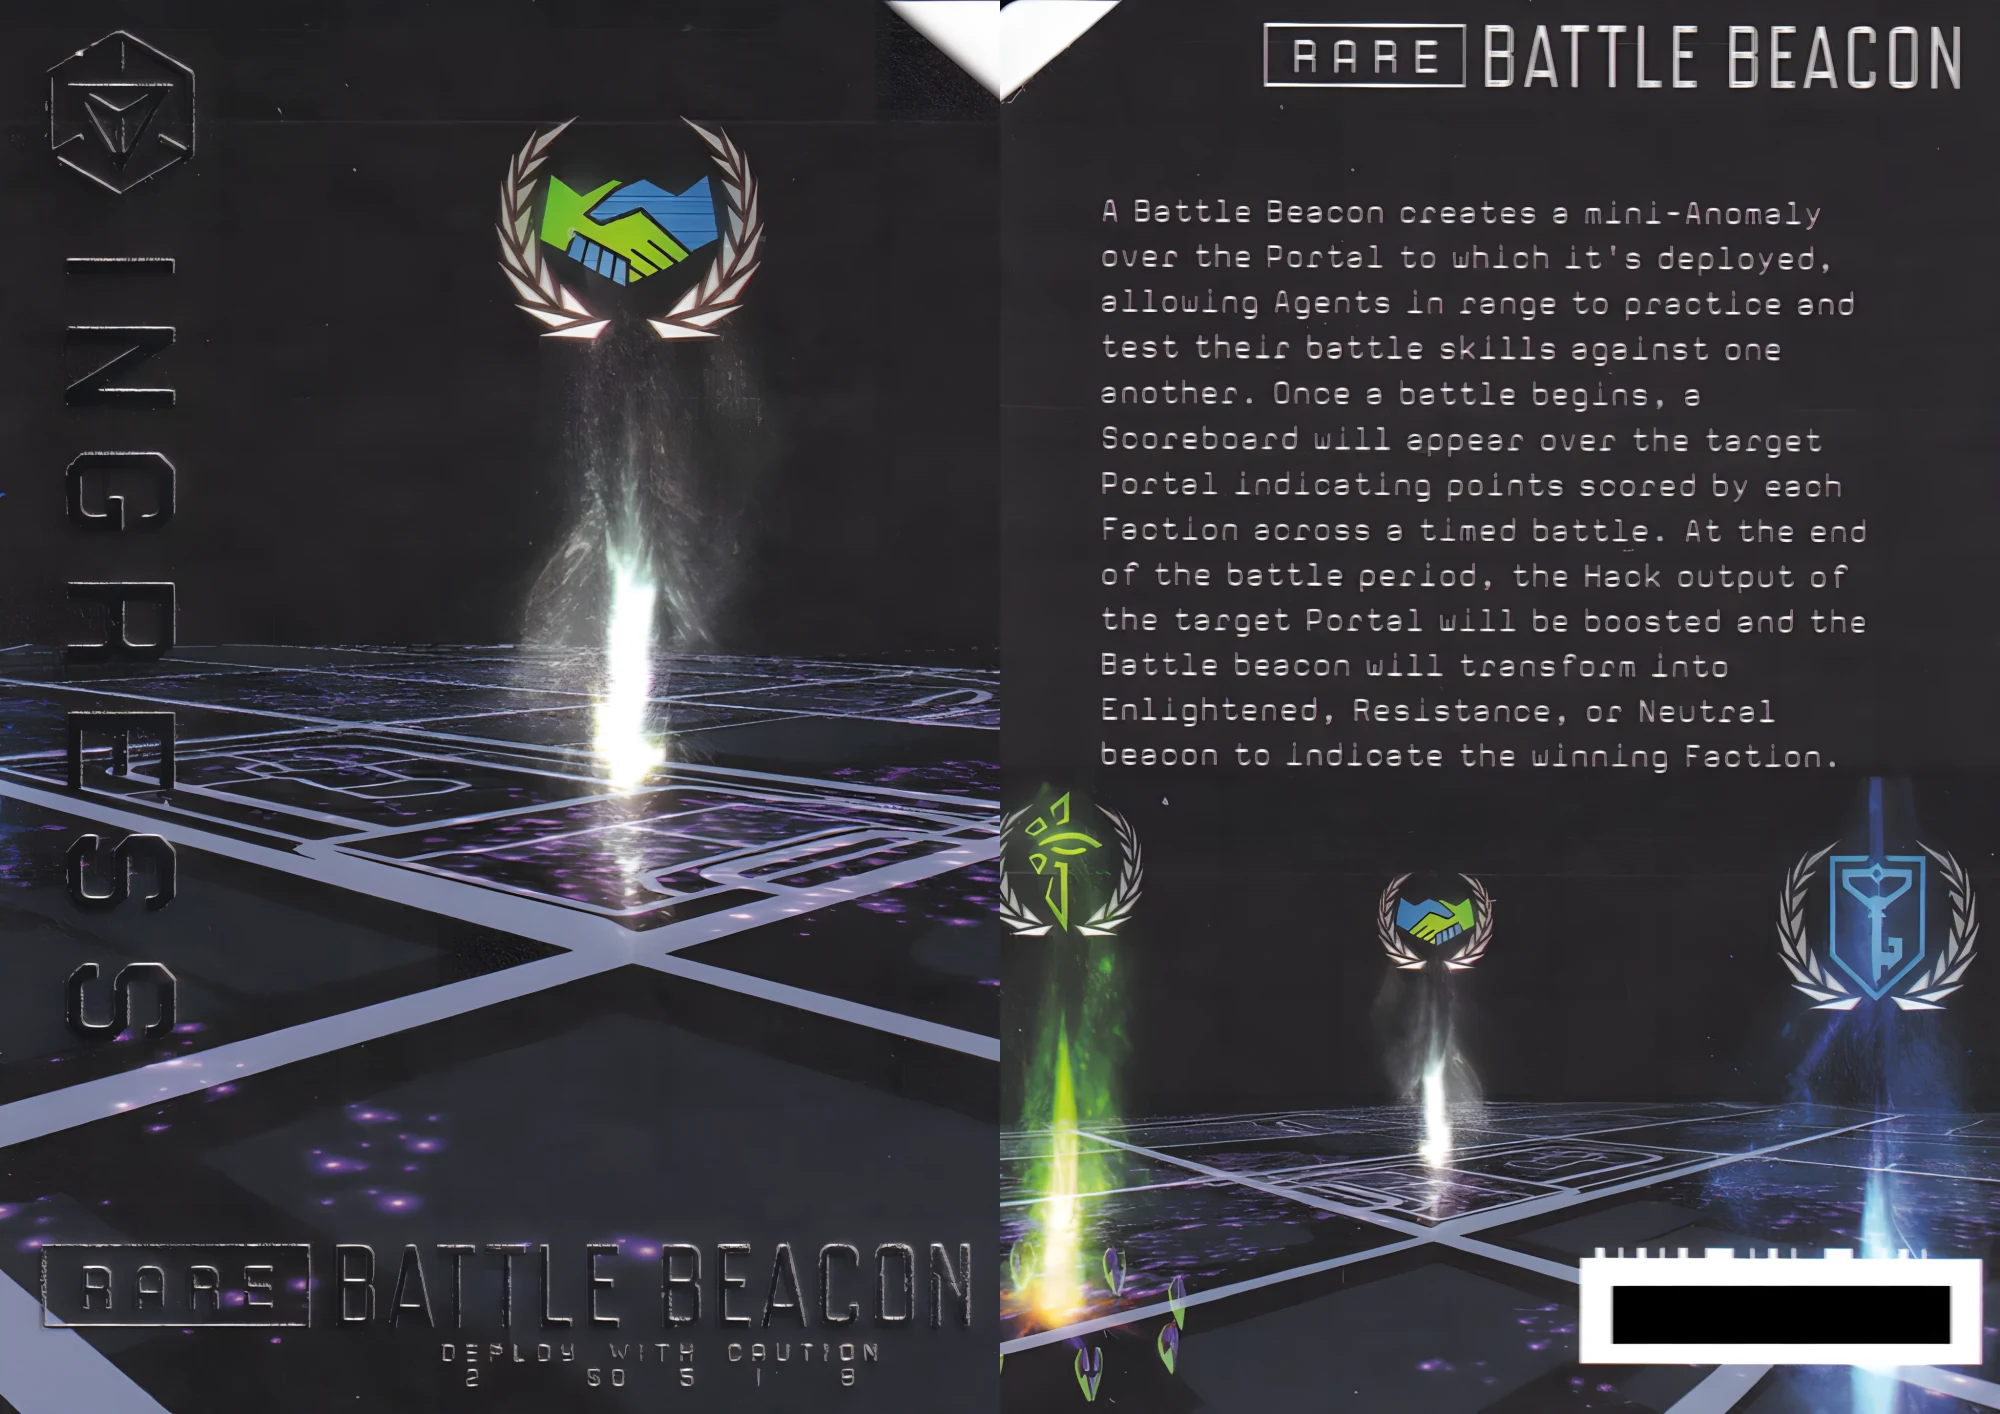 INGRESS
RARE BATTLE BEACON
DEPLOY WITH CAUTION
2 60 5 1 8
RARE BATTLE BEACON
A Battle Beacon creates a mini-Anomaly
over the Portal to which it's deployed,
allowing Agents in range to practice and
test their battle skills against one
another. Once a battle begins, a
Scoreboard will appear over the target
Portal indicating points scored by each
Faction across a timed battle. At the end
of the battle period, the Hack output of
the target Portal will be boosted and the
Battle beacon will transform into
Enlightened, Resistance, or Neutral
beacon to indicate the winning Faction.